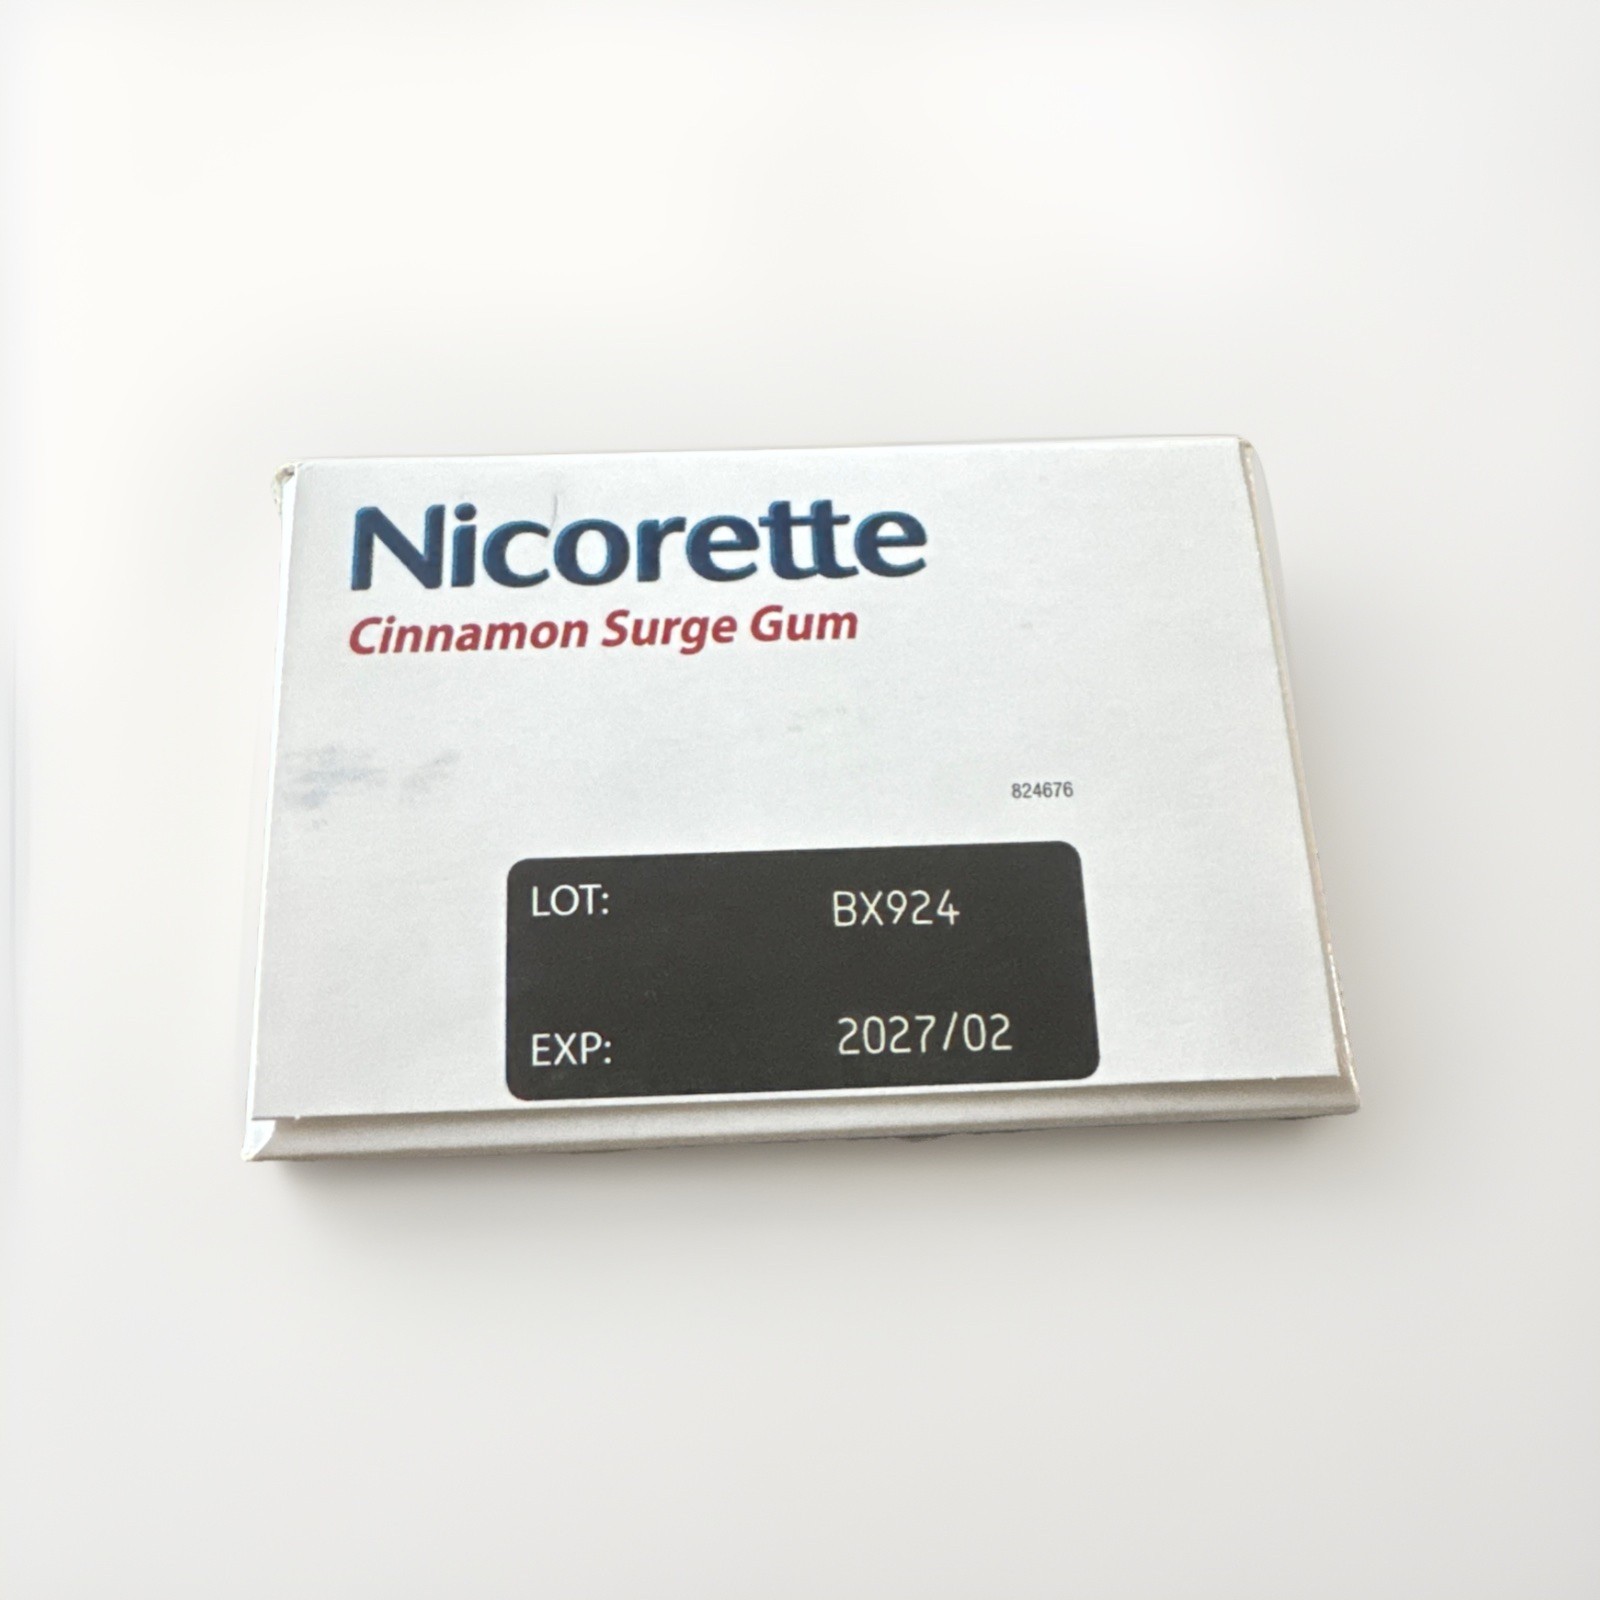 Nicorette
Cinnamon Surge Gum
824676
LOT: BX924
EXP: 2027/02